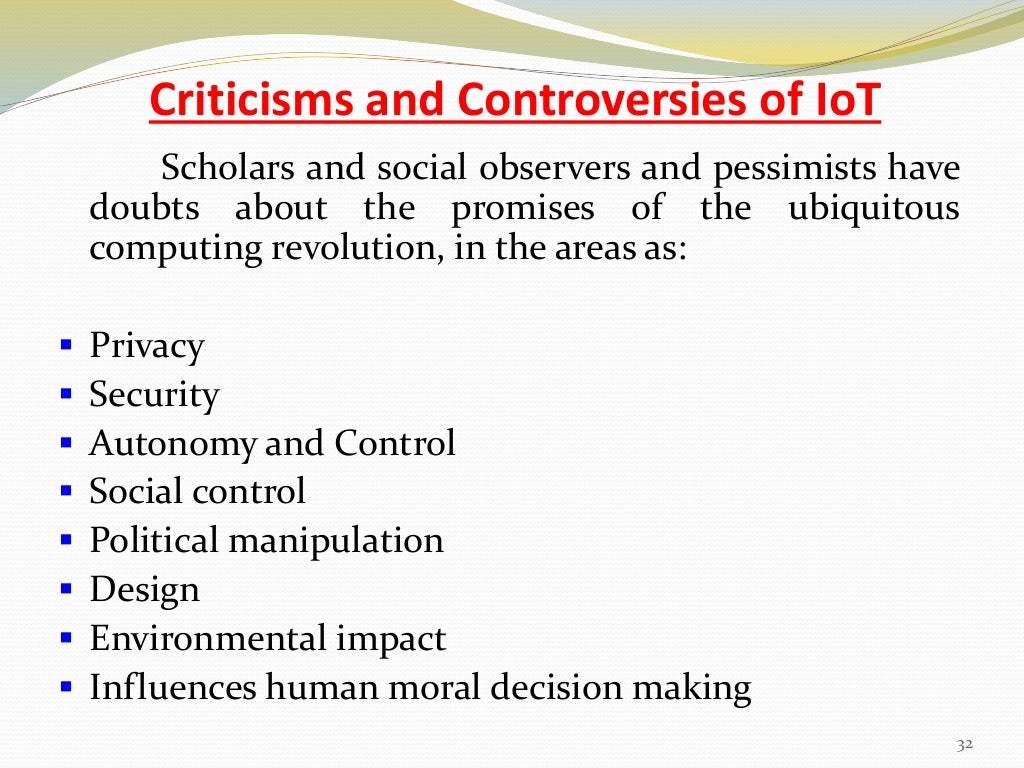 Criticisms and Controversies of IoT
Scholars and social observers and pessimists have
doubts about the promises of the ubiquitous
computing revolution, in the areas as:
▪ Privacy
▪ Security
▪ Autonomy and Control
▪ Social control
▪ Political manipulation
▪ Design
▪ Environmental impact
▪ Influences human moral decision making
32